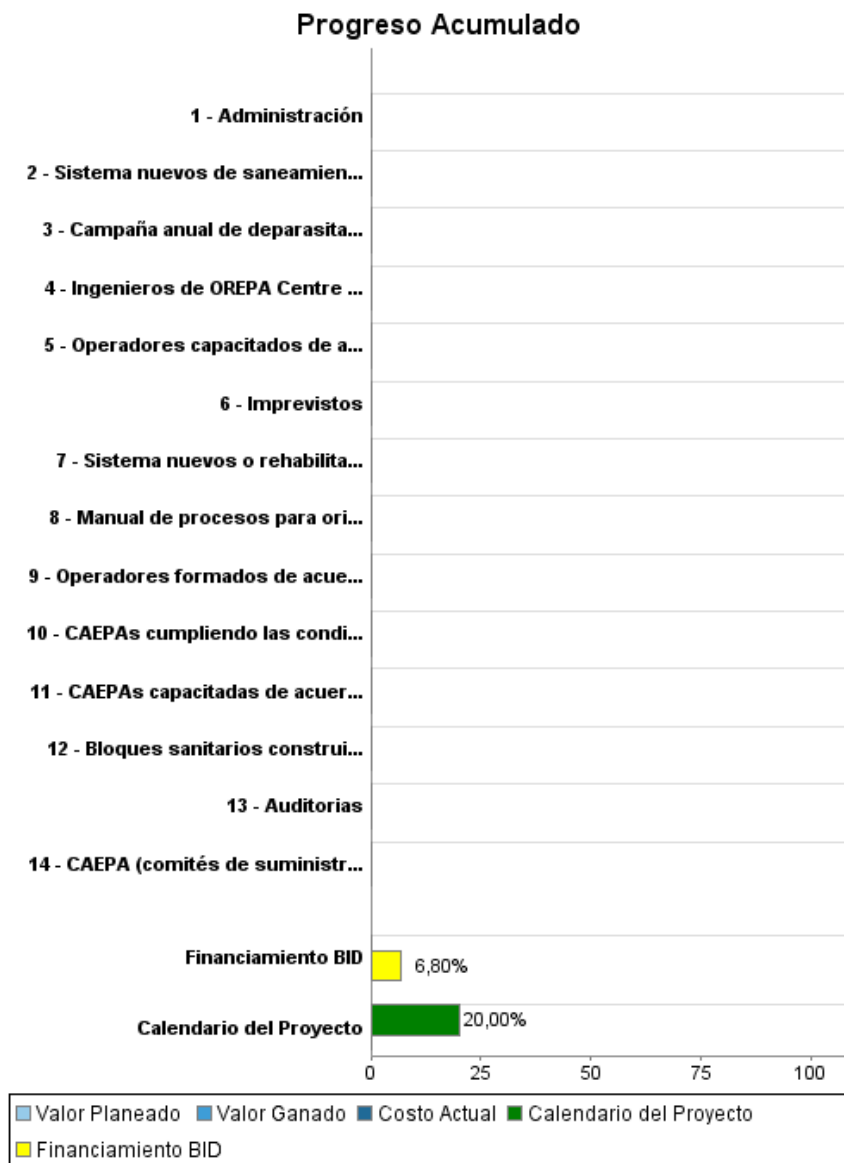 Progreso Acumulado
1 - Administración
2 - Sistema nuevos de saneamien...
3 - Campaña anual de deparasita...
4 - Ingenieros de OREPA Centre ...
5 - Operadores capacitados de a...
6 - Imprevistos
7 - Sistema nuevos o rehabilita...
8 - Manual de procesos para ori...
9 - Operadores formados de acue...
10 - CAEPAs cumpliendo las condi...
11 - CAEPAs capacitadas de acuer...
12 - Bloques sanitarios construi...
13 - Auditorias
14 - CAEPA (comités de suministr...
Financiamiento BID 6,80%
Calendario del Proyecto 20,00%
0 25 50 75 100
Valor Planeado Valor Ganado Costo Actual Calendario del Proyecto
Financiamiento BID